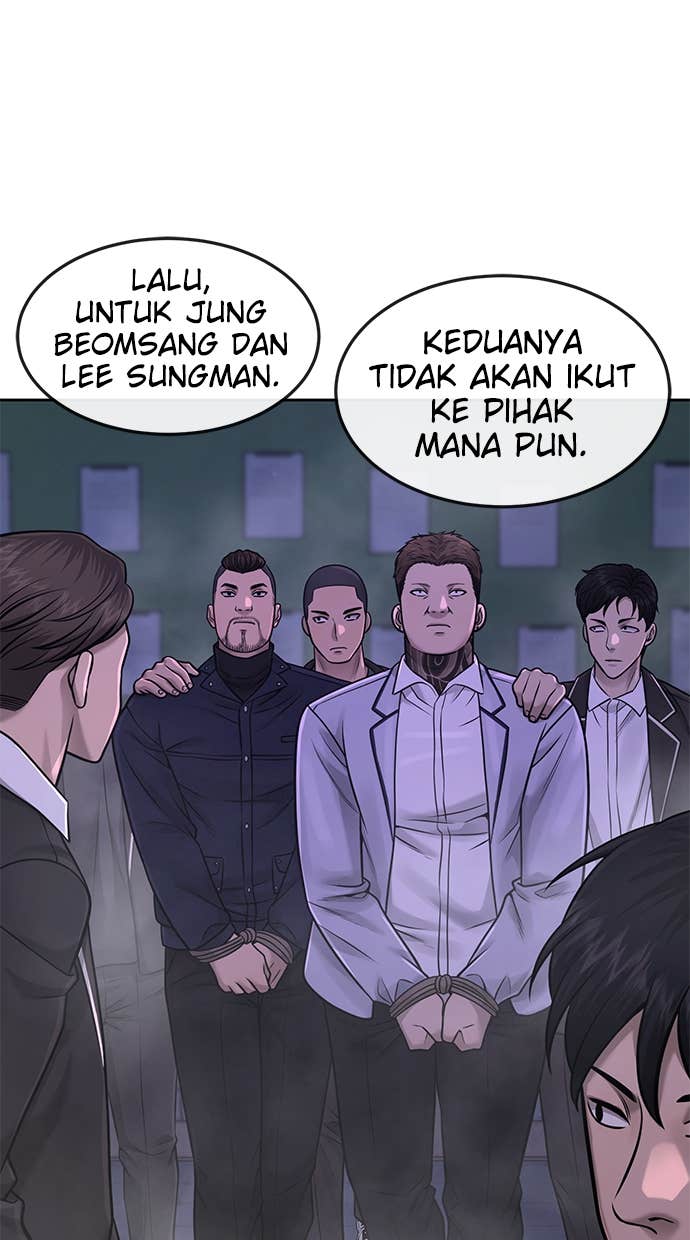 LALU,
UNTUK JUNG
BEOMSANG DAN
LEE SUNGMAN.
KEDUANYA
TIDAK AKAN IKUT
KE PIHAK
MANA PUN.